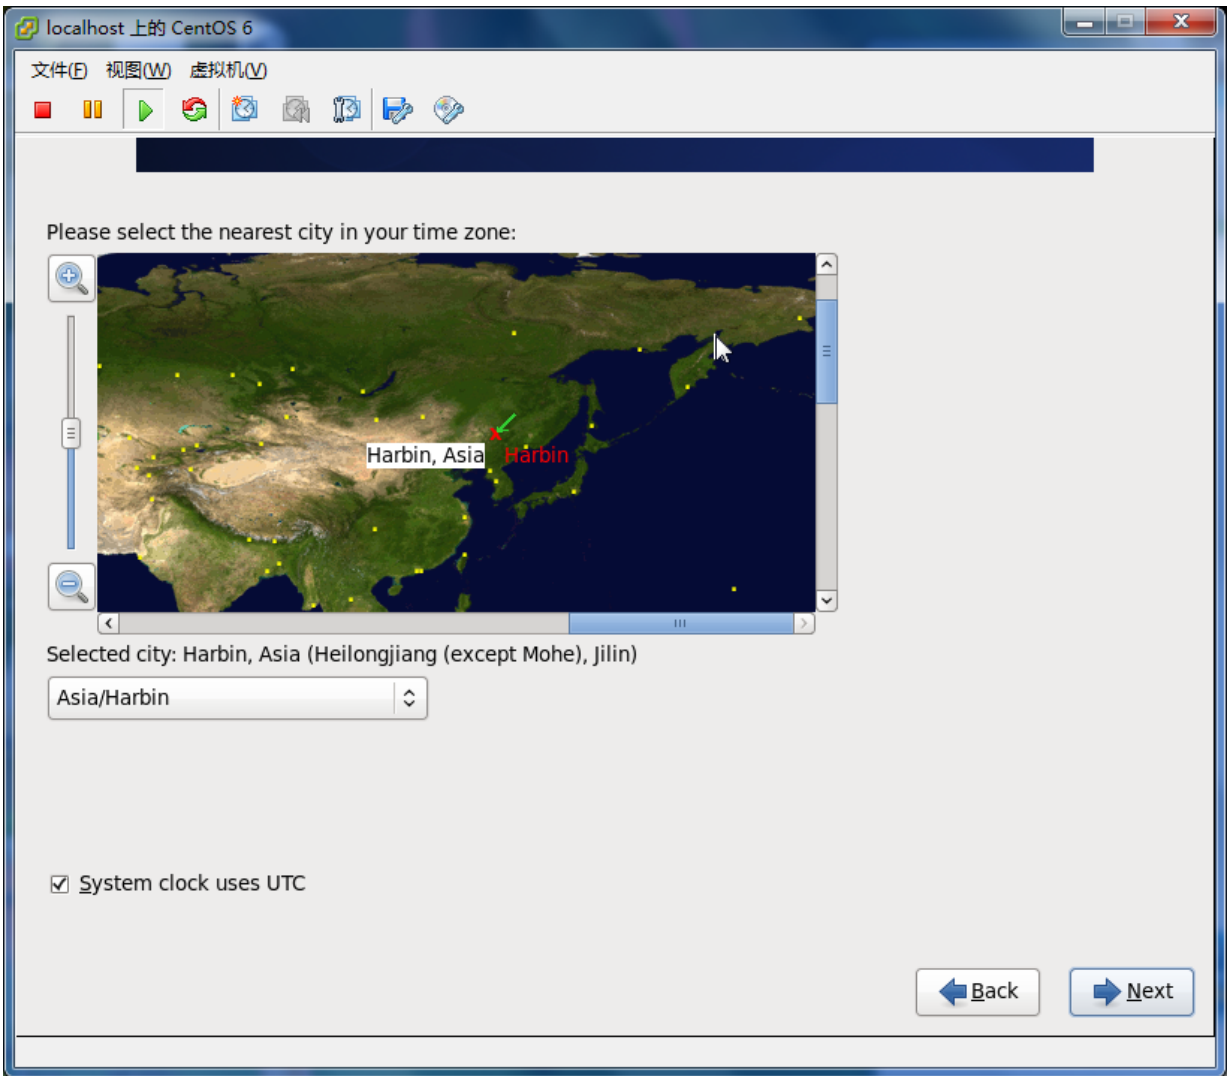 localhost 上的 CentOS 6
文件(F) 视图(W) 虚拟机(V)
Please select the nearest city in your time zone:
Harbin, Asia Harbin
Selected city: Harbin, Asia (Heilongjiang (except Mohe), Jilin)
Asia/Harbin
System clock uses UTC
Back Next